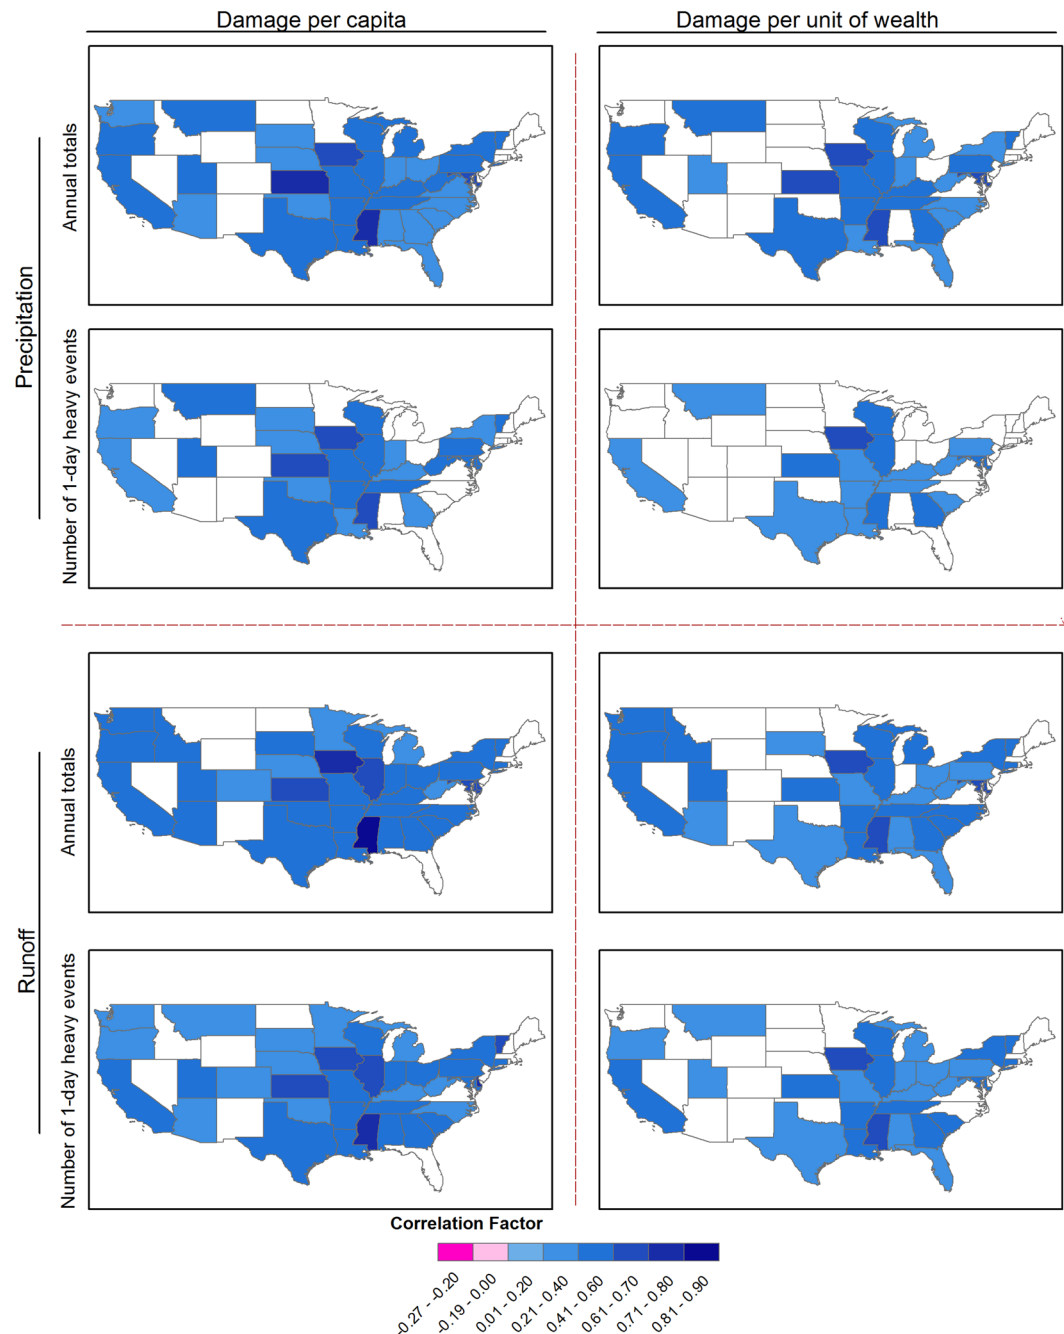 Damage per capita
Damage per unit of wealth
Precipitation
Annual totals
Number of 1-day heavy events
Runoff
Annual totals
Number of 1-day heavy events
Correlation Factor
-0.27 - -0.20
-0.19 - 0.00
0.01 - 0.20
0.21 - 0.40
0.41 - 0.60
0.61 - 0.70
0.71 - 0.80
0.81 - 0.90